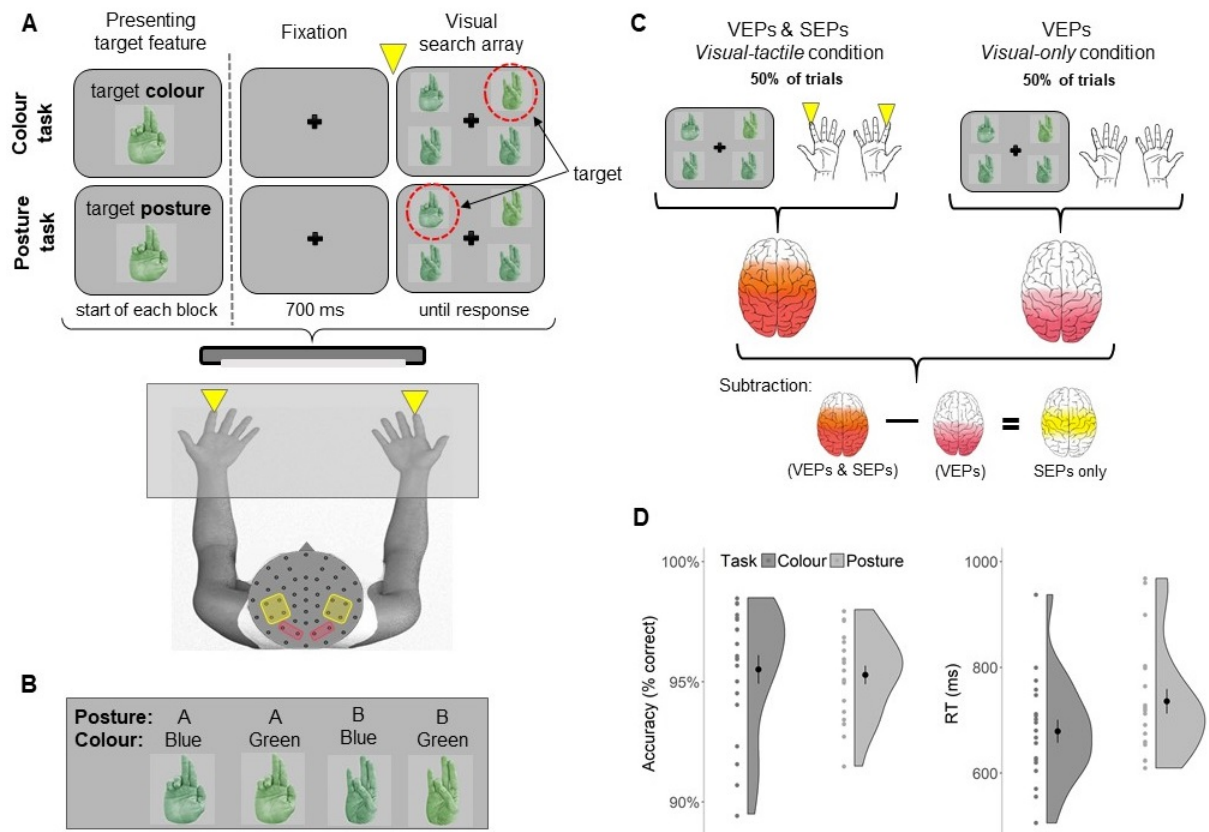 A
Presenting
target feature
Fixation
Visual
search array
Colour
task
target colour
target
Posture
task
target posture
start of each block
700 ms
until response
B
Posture: A A B B
Colour: Blue Green Blue Green
C
VEPs & SEPs
Visual-tactile condition
50% of trials
VEPs
Visual-only condition
50% of trials
Subtraction:
(VEPs & SEPs)
(VEPs)
SEPs only
D
Task Colour Posture
Accuracy (% correct)
100%
95%
90%
RT (ms)
1000
800
600